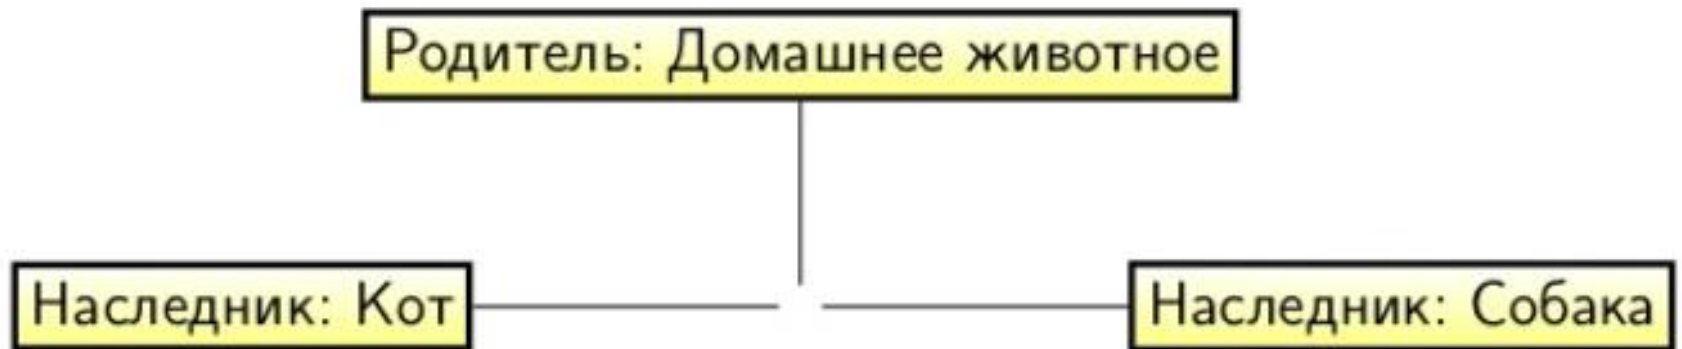 Родитель: Домашнее животное
Наследник: Кот
Наследник: Собака